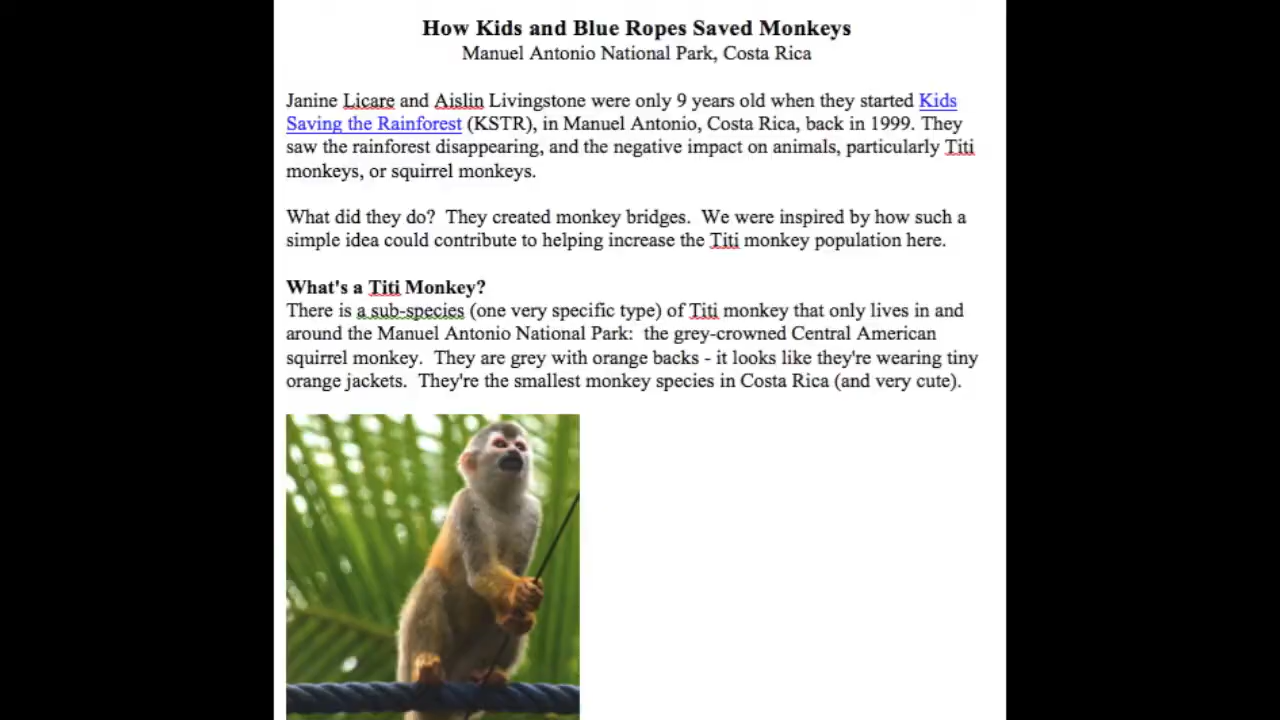 How Kids and Blue Ropes Saved Monkeys
Manuel Antonio National Park, Costa Rica
Janine Licare and Aislin Livingstone were only 9 years old when they started Kids
Saving the Rainforest (KSTR), in Manuel Antonio, Costa Rica, back in 1999. They
saw the rainforest disappearing, and the negative impact on animals, particularly Titi
monkeys, or squirrel monkeys.
What did they do? They created monkey bridges. We were inspired by how such a
simple idea could contribute to helping increase the Titi monkey population here.
What's a Titi Monkey?
There is a sub-species (one very specific type) of Titi monkey that only lives in and
around the Manuel Antonio National Park: the grey-crowned Central American
squirrel monkey. They are grey with orange backs - it looks like they're wearing tiny
orange jackets. They're the smallest monkey species in Costa Rica (and very cute).